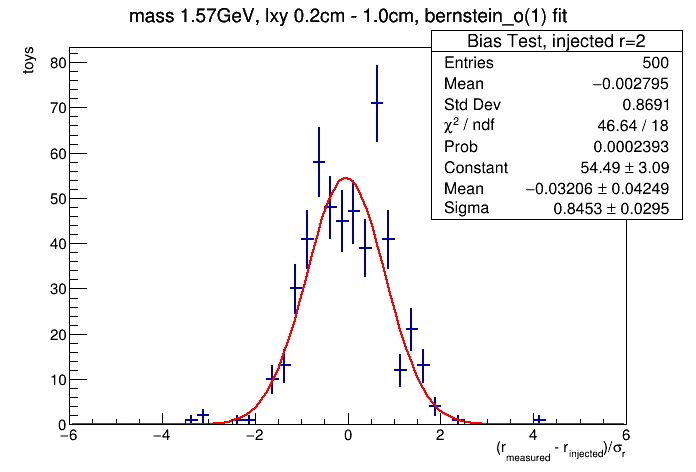 mass 1.57GeV, lxy 0.2cm - 1.0cm, bernstein_o(1) fit
Bias Test, injected r=2
Entries 500
Mean −0.002795
Std Dev 0.8691
χ² / ndf 46.64 / 18
Prob 0.0002393
Constant 54.49 ± 3.09
Mean −0.03206 ± 0.04249
Sigma 0.8453 ± 0.0295
toys
80
70
60
50
40
30
20
10
0
−6 −4 −2 0 2 4 6
(r_measured - r_injected)/σ_r